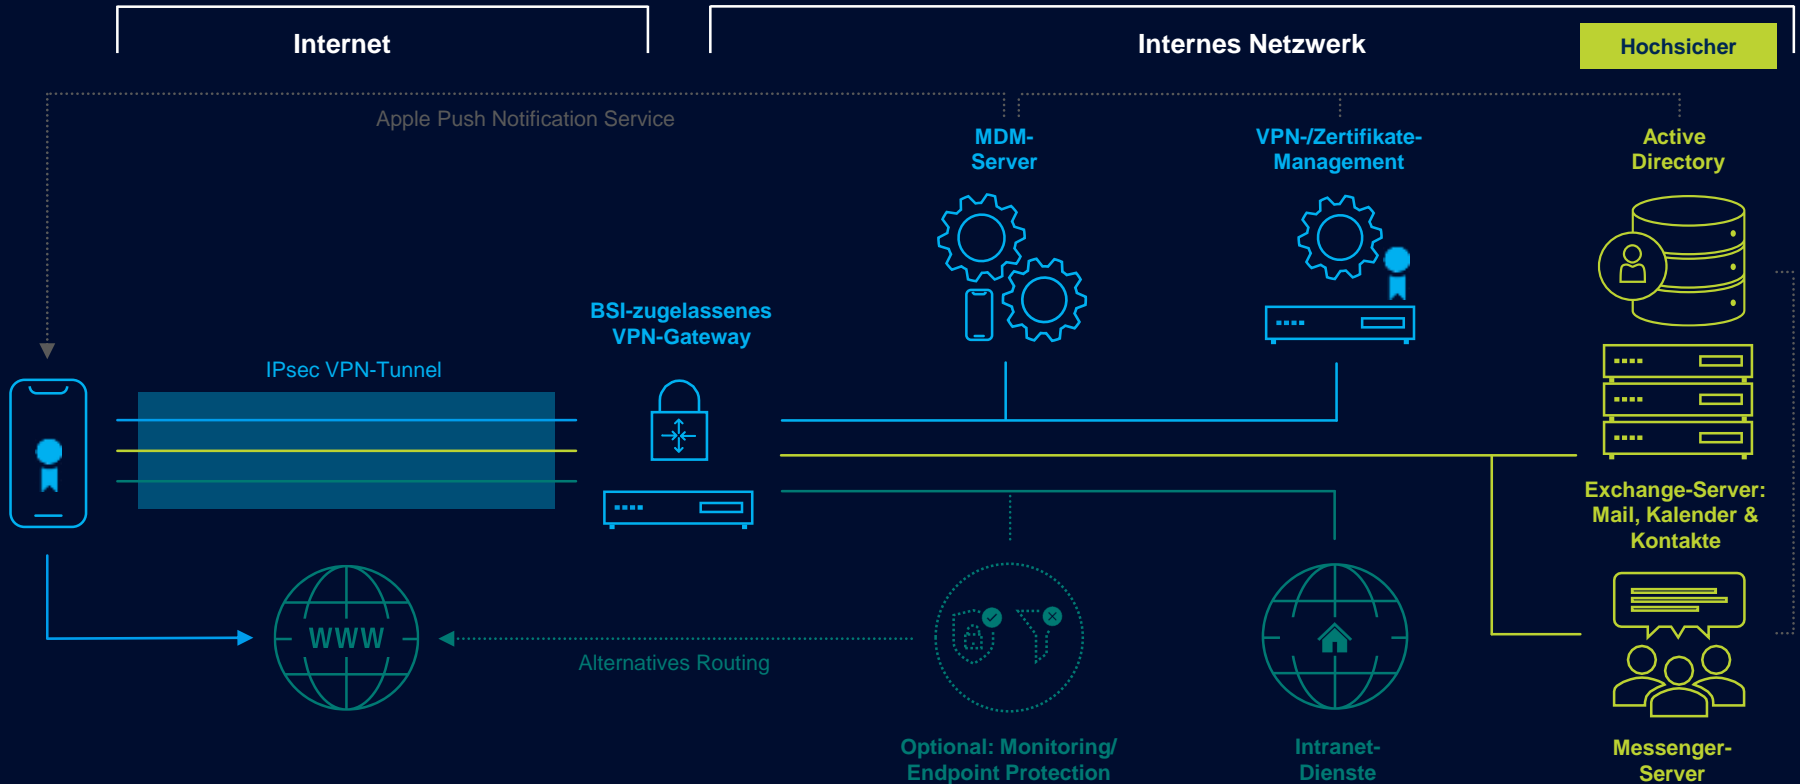 Internet
Internes Netzwerk
Hochsicher
Apple Push Notification Service
MDM-
Server
VPN-/Zertifikate-
Management
Active
Directory
BSI-zugelassenes
VPN-Gateway
IPsec VPN-Tunnel
Exchange-Server:
Mail, Kalender &
Kontakte
WWW
Alternatives Routing
Optional: Monitoring/
Endpoint Protection
Intranet-
Dienste
Messenger-
Server